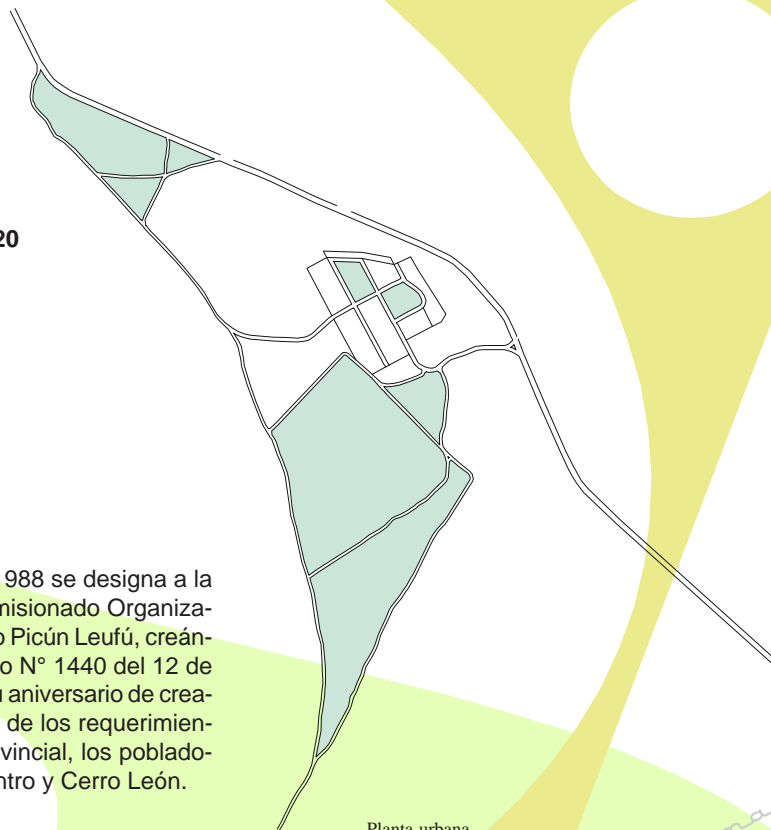 20
988 se designa a la
misionado Organiza-
o Picún Leufú, creán-
o N° 1440 del 12 de
u aniversario de crea-
de los requerimien-
vincial, los poblado-
ntro y Cerro León.
Planta urbana